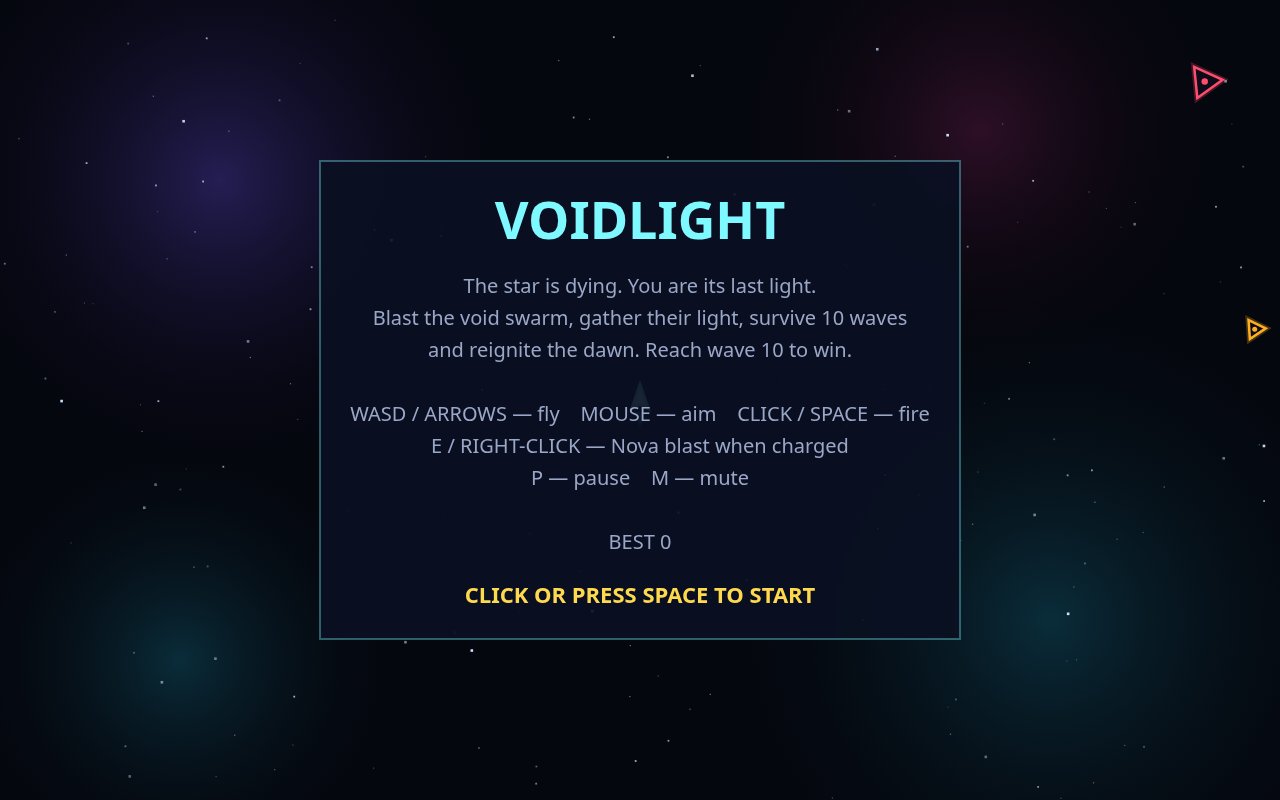 VOIDLIGHT
The star is dying. You are its last light.
Blast the void swarm, gather their light, survive 10 waves
and reignite the dawn. Reach wave 10 to win.
WASD / ARROWS — fly    MOUSE — aim    CLICK / SPACE — fire
E / RIGHT-CLICK — Nova blast when charged
P — pause    M — mute
BEST 0
CLICK OR PRESS SPACE TO START